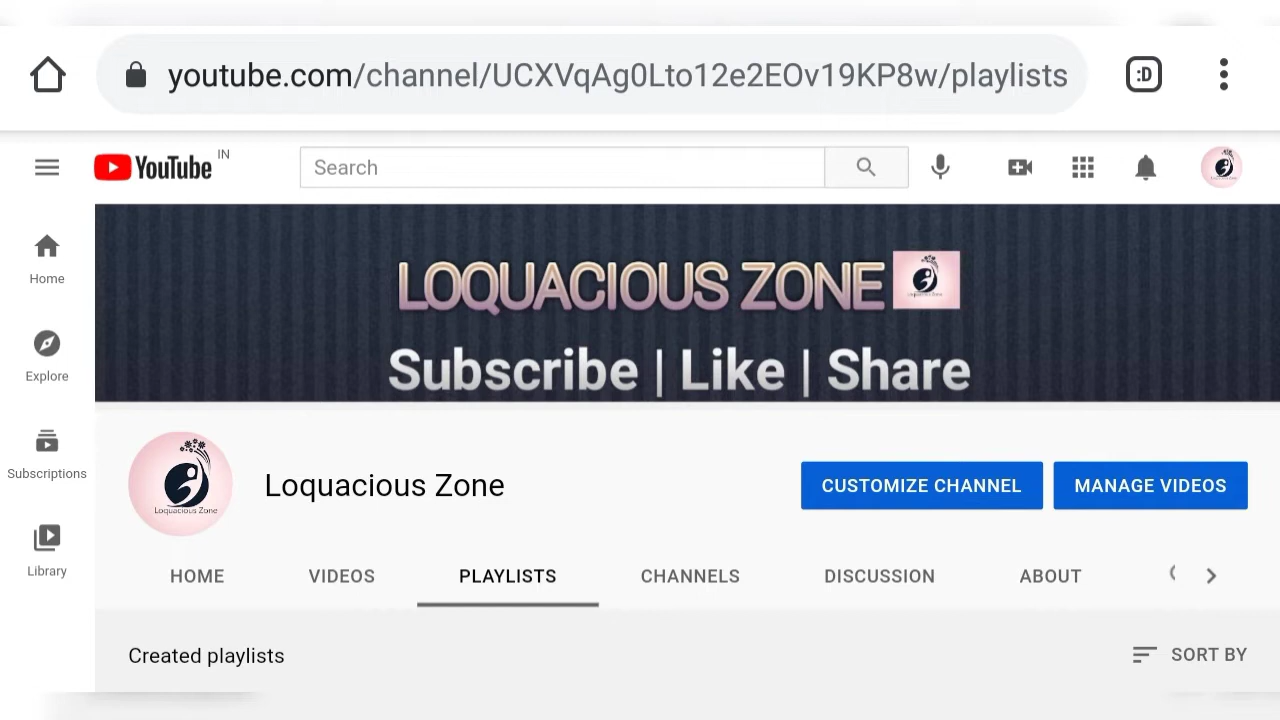 youtube.com/channel/UCXVqAg0Lto12e2EOv19KP8w/playlists :D
YouTube IN
Search
LOQUACIOUS ZONE
Subscribe | Like | Share
Home
Explore
Subscriptions
Library
Loquacious Zone
Loquacious Zone
CUSTOMIZE CHANNEL MANAGE VIDEOS
HOME VIDEOS PLAYLISTS CHANNELS DISCUSSION ABOUT
Created playlists SORT BY